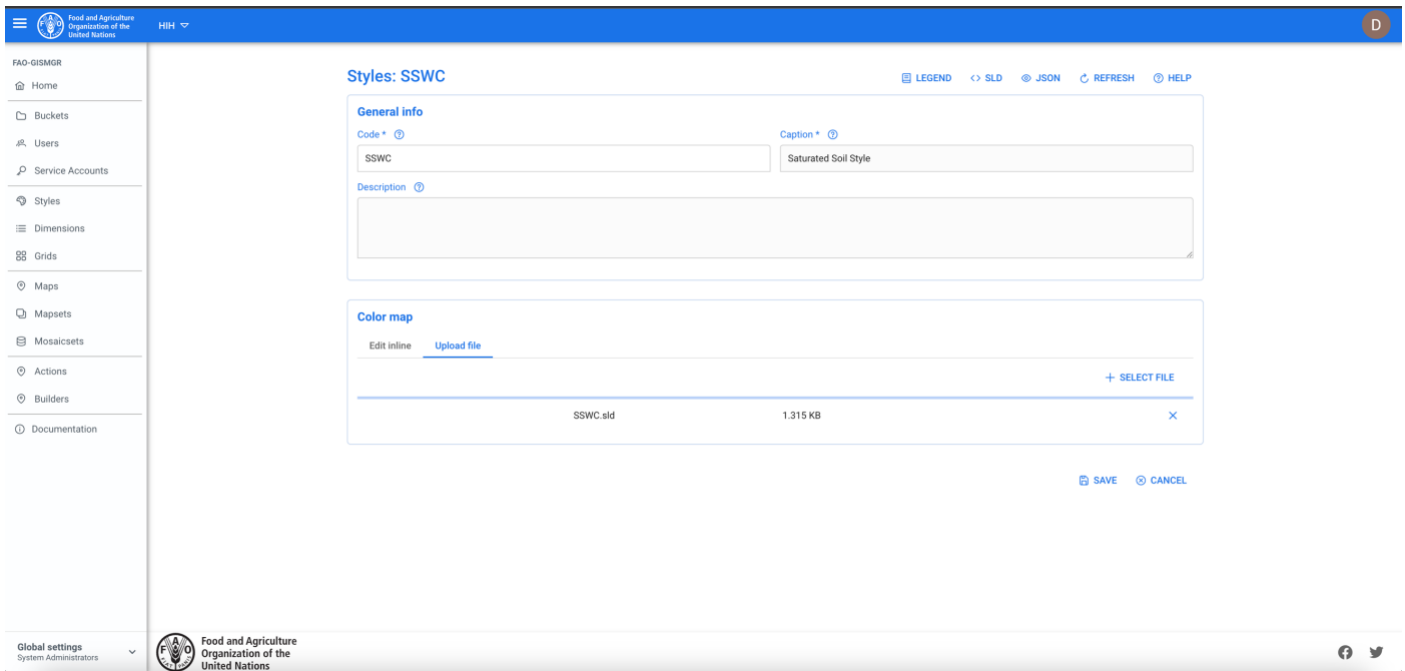 Food and Agriculture
Organization of the
United Nations
HIH
D
FAO-GISMGR
Home
Buckets
Users
Service Accounts
Styles
Dimensions
Grids
Maps
Mapsets
Mosaicsets
Actions
Builders
Documentation
Global settings
System Administrators
Styles: SSWC
LEGEND <> SLD JSON REFRESH HELP
General info
Code * Caption *
SSWC Saturated Soil Style
Description
Color map
Edit inline Upload file
+ SELECT FILE
SSWC.sld 1.315 KB
SAVE CANCEL
Food and Agriculture
Organization of the
United Nations